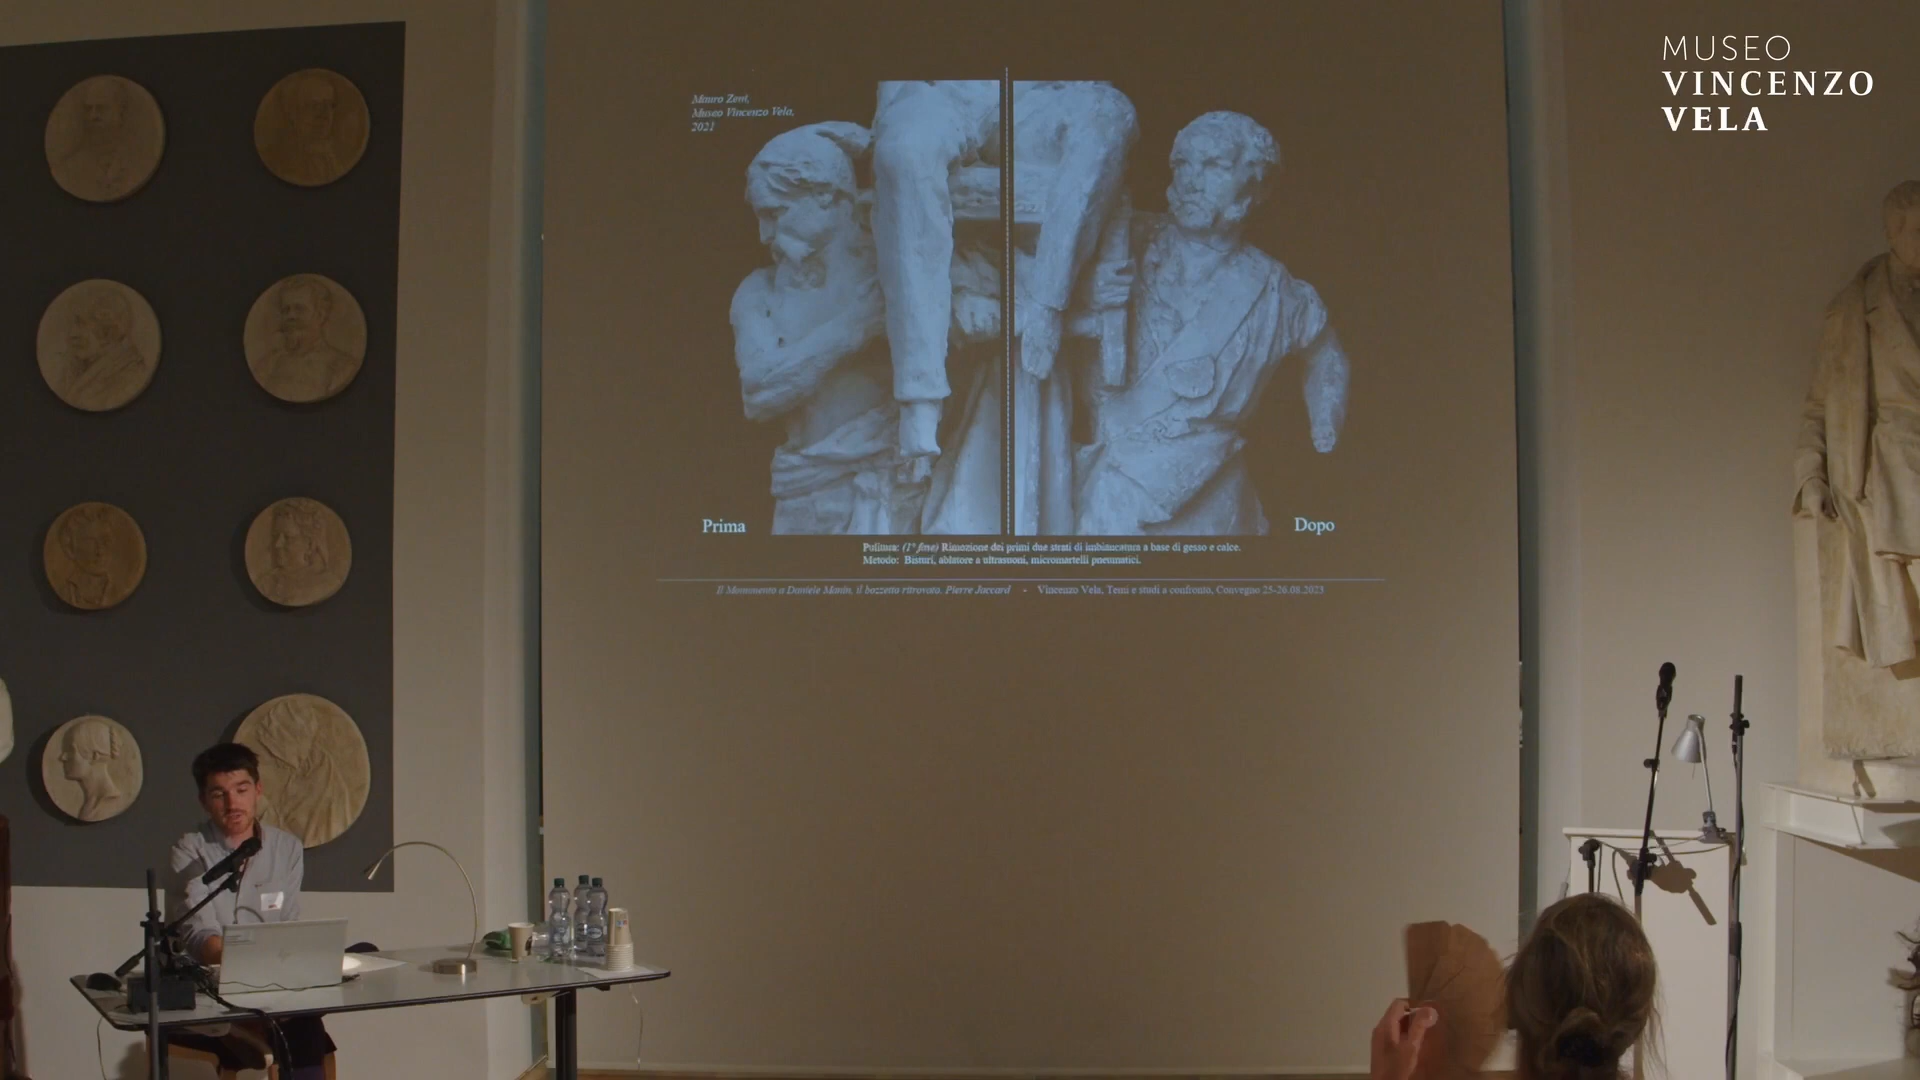 MUSEO
VINCENZO
VELA
Mauro Zeni,
Museo Vincenzo Vela,
2021
Prima
Dopo
Pulitura: (1° fase) Rimozione dei primi due strati di imbiancatura a base di gesso e calce.
Metodo: Bisturi, ablatore a ultrasuoni, micromartelli pneumatici.
Il Monumento a Daniele Manin, il bozzetto ritrovato. Pierre Jaccard - Vincenzo Vela, Temi e studi a confronto, Convegno 25-26.08.2023